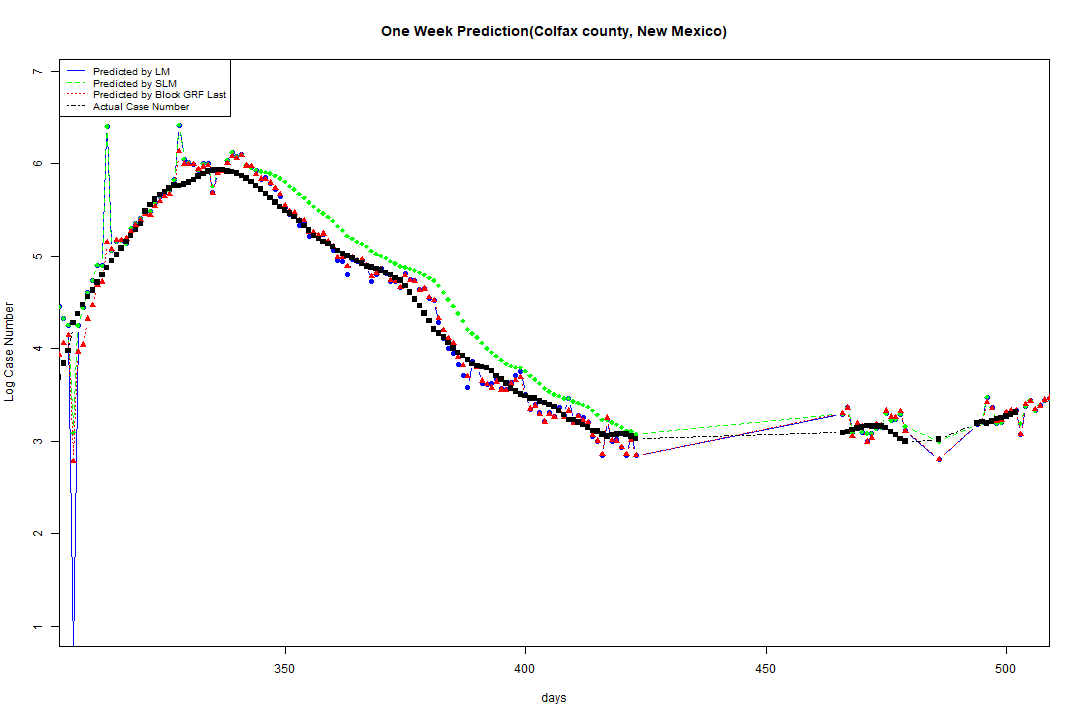 One Week Prediction(Colfax county, New Mexico)
Predicted by LM
Predicted by SLM
Predicted by Block GRF Last
Actual Case Number
7
6
5
4
3
2
1
Log Case Number
350
400
450
500
days